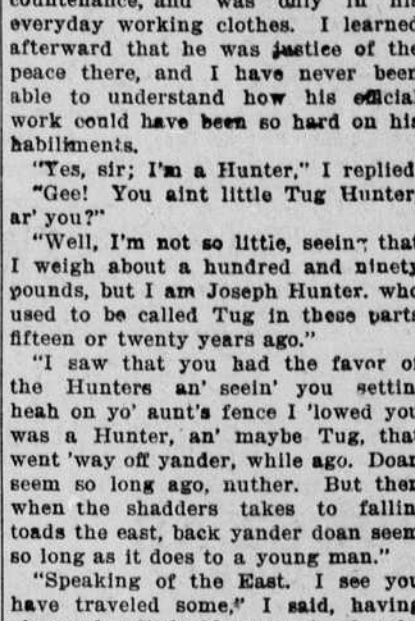 countenance, and was only in his
everyday working clothes. I learned
afterward that he was justice of the
peace there, and I have never been
able to understand how his official
work could have been so hard on his
habiliments.
"Yes, sir; I'm a Hunter," I replied.
"Gee! You aint little Tug Hunter,
ar' you?"
"Well, I'm not so little, seein' that
I weigh about a hundred and ninety
pounds, but I am Joseph Hunter. who
used to be called Tug in these parts
fifteen or twenty years ago."
"I saw that you had the favor of
the Hunters an' seein' you settin'
heah on yo' aunt's fence I 'lowed you
was a Hunter, an' maybe Tug, that
went 'way off yander, while ago. Doan
seem so long ago, nuther. But then
when the shadders takes to fallin'
toads the east, back yander doan seem
so long as it does to a young man."
"Speaking of the East. I see you
have traveled some," I said, having